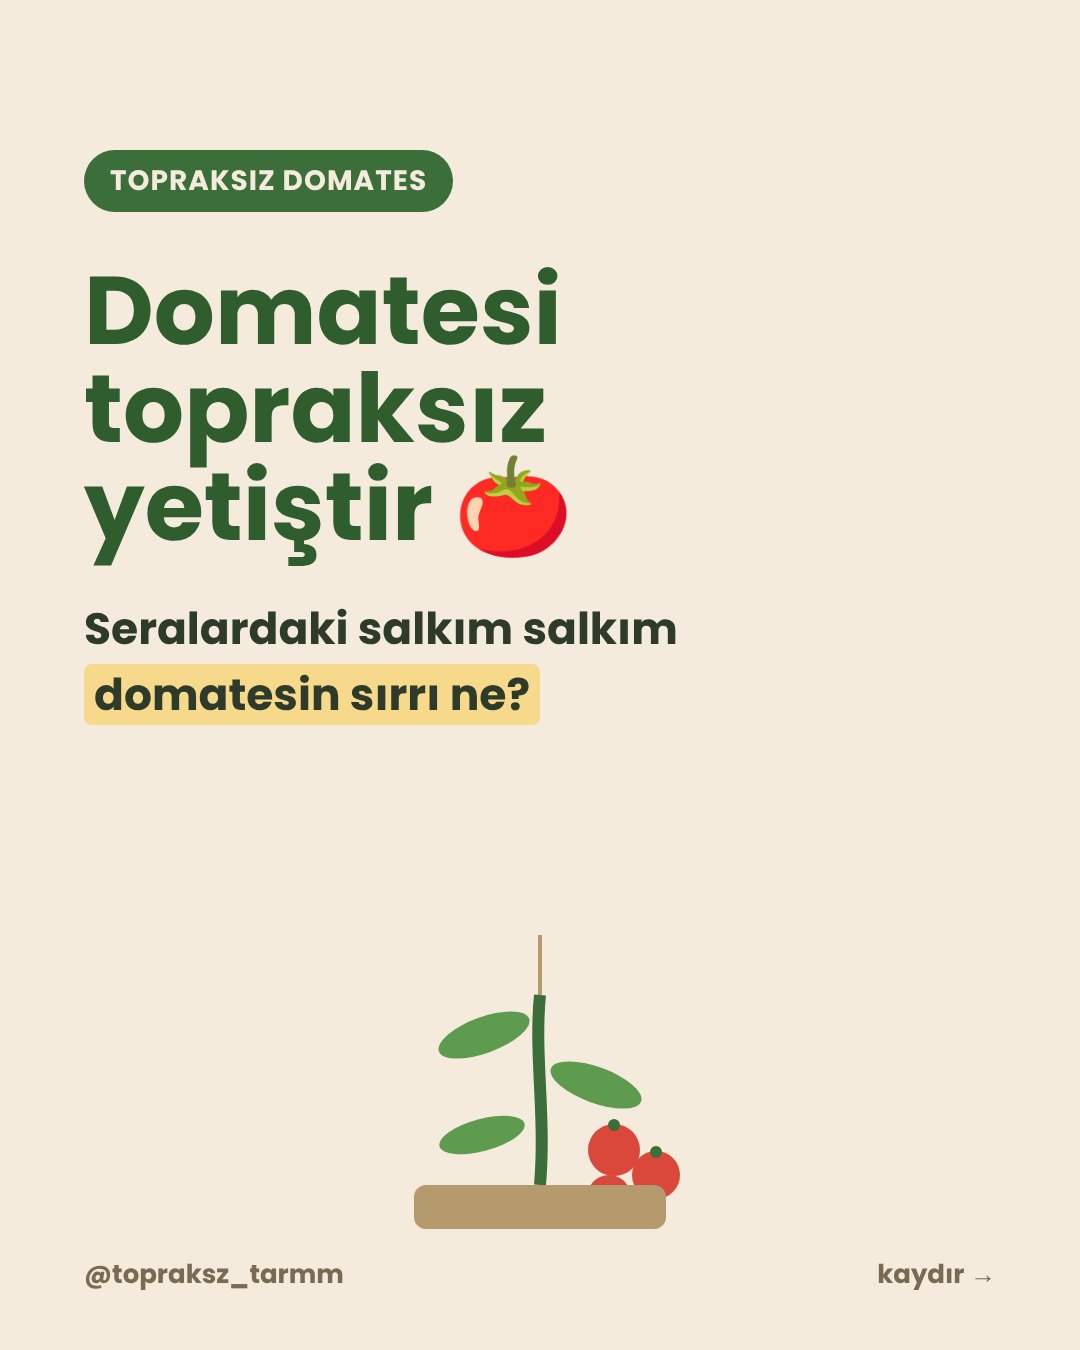 TOPRAKSIZ DOMATES
Domatesi
topraksız
yetiştir 🍅
Seralardaki salkım salkım
domatesin sırrı ne?
@topraksz_tarmm
kaydır →